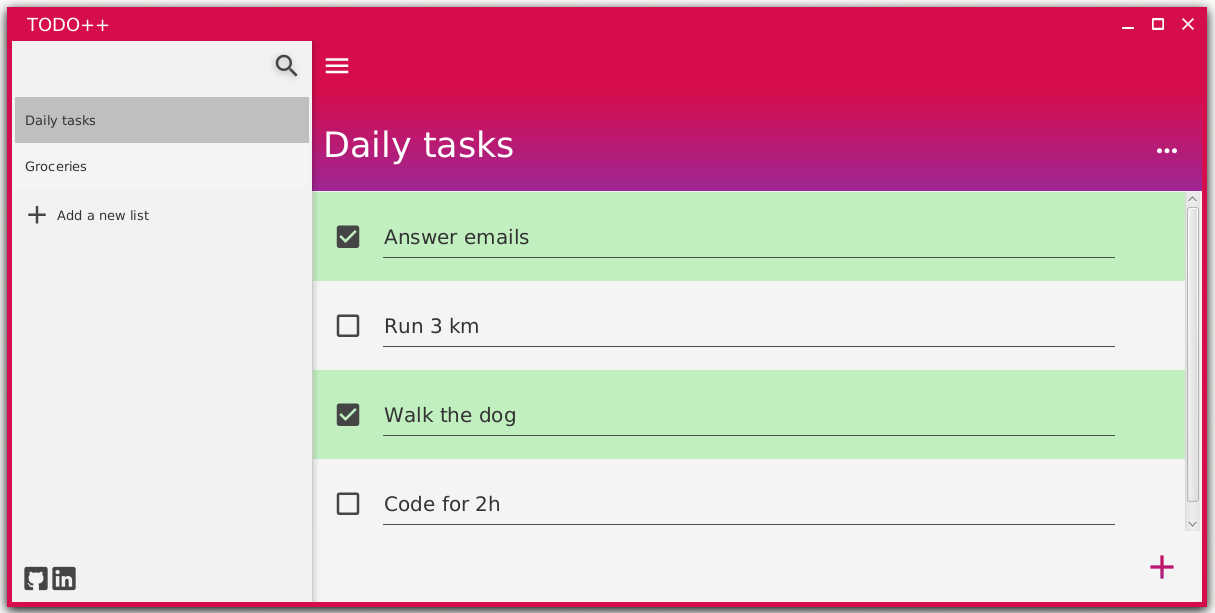 TODO++
Daily tasks
Groceries
Add a new list
Daily tasks
Answer emails
Run 3 km
Walk the dog
Code for 2h